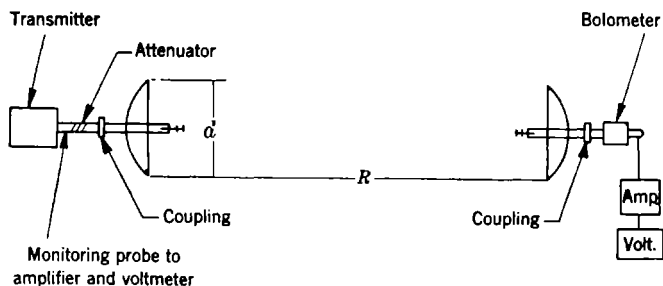 Transmitter
Attenuator
Bolometer
d'
R
Coupling
Coupling
Amp
Volt.
Monitoring probe to
amplifier and voltmeter